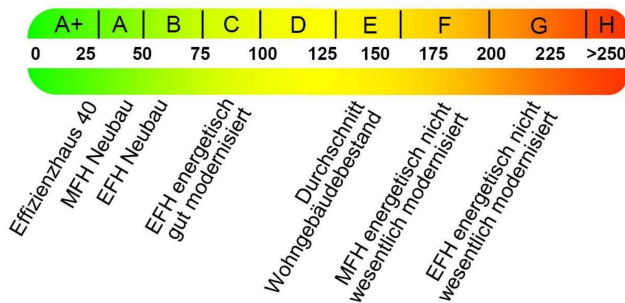 A+ A B C D E F G H
0 25 50 75 100 125 150 175 200 225 >250
Effizienzhaus 40
MFH Neubau
EFH Neubau
EFH energetisch
gut modernisiert
Durchschnitt
Wohngebäudebestand
MFH energetisch nicht
wesentlich modernisiert
EFH energetisch nicht
wesentlich modernisiert